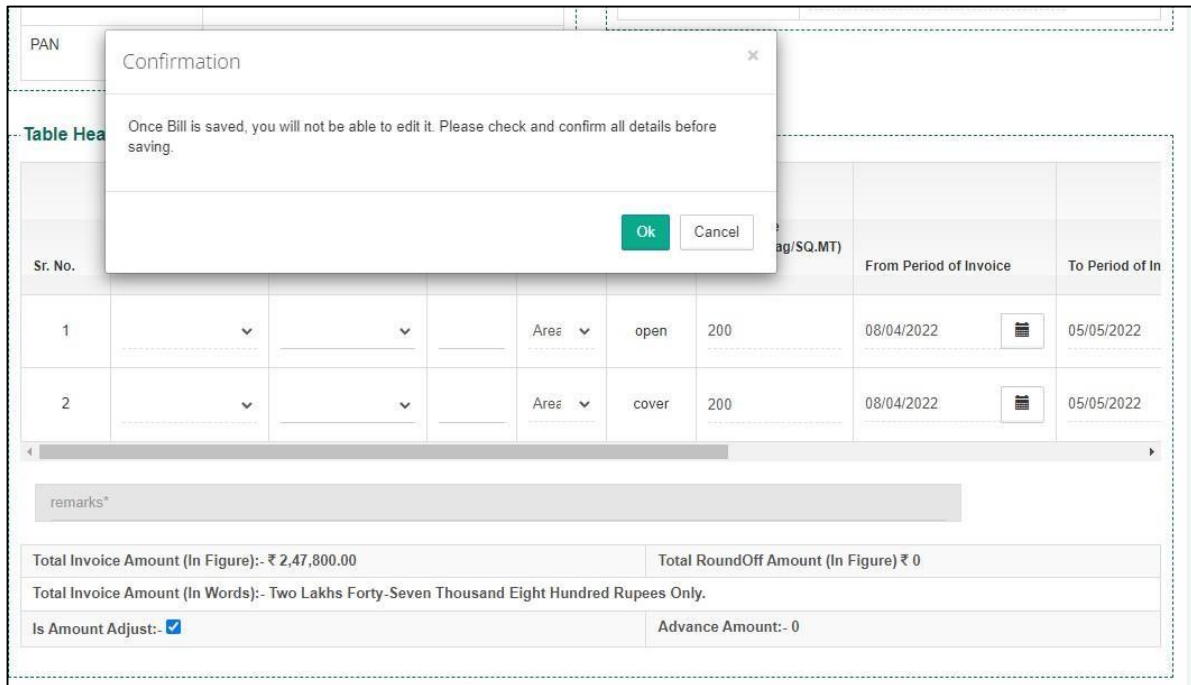 PAN
Confirmation
×
Once Bill is saved, you will not be able to edit it. Please check and confirm all details before
saving.
Ok
Cancel
Table Hea
Sr. No.
ag/SQ.MT)
From Period of Invoice
To Period of In
1
Area
open
200
08/04/2022
05/05/2022
2
Area
cover
200
08/04/2022
05/05/2022
remarks*
Total Invoice Amount (In Figure):- ₹ 2,47,800.00
Total RoundOff Amount (In Figure) ₹ 0
Total Invoice Amount (In Words):- Two Lakhs Forty-Seven Thousand Eight Hundred Rupees Only.
Is Amount Adjust:-
Advance Amount:- 0